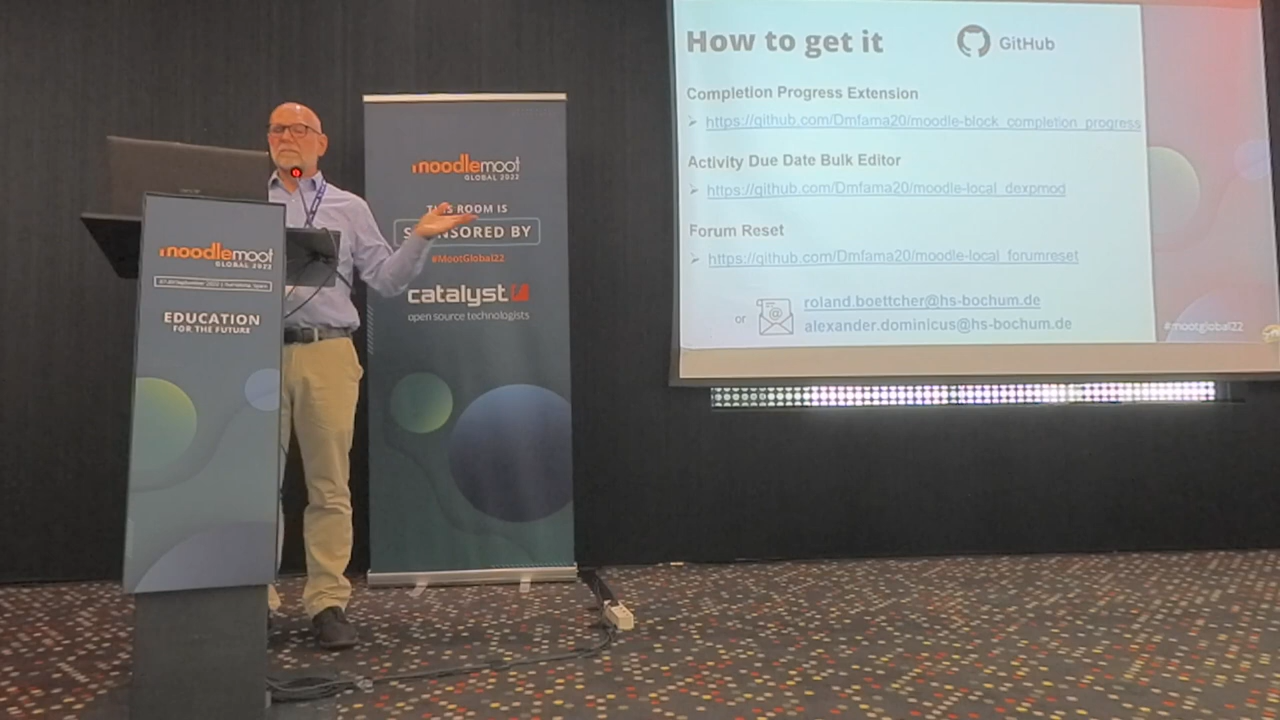 How to get it
GitHub
Completion Progress Extension
➤ https://github.com/Dmfama20/moodle-block_completion_progress
Activity Due Date Bulk Editor
➤ https://github.com/Dmfama20/moodle-local_dexpmod
Forum Reset
➤ https://github.com/Dmfama20/moodle-local_forumreset
or
roland.boettcher@hs-bochum.de
alexander.dominicus@hs-bochum.de
#mootglobal22
moodlemoot
GLOBAL 2022
THIS ROOM IS
SPONSORED BY
#MootGlobal22
catalyst
open source technologists
moodlemoot
GLOBAL 2022
EDUCATION
FOR THE FUTURE